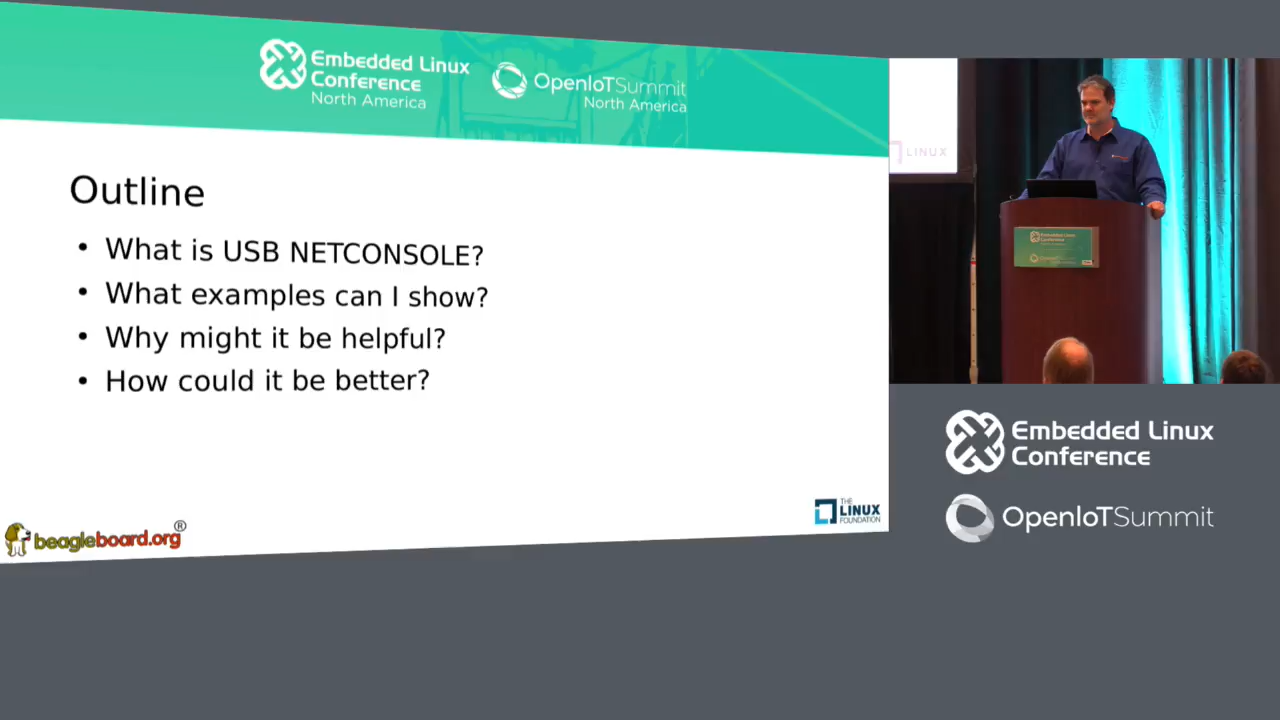 Embedded Linux
Conference
North America
OpenIoTSummit
North America
Outline
• What is USB NETCONSOLE?
• What examples can I show?
• Why might it be helpful?
• How could it be better?
beagleboard.org®
THE
LINUX
FOUNDATION
LINUX
Embedded Linux
Conference
OpenIoTSummit